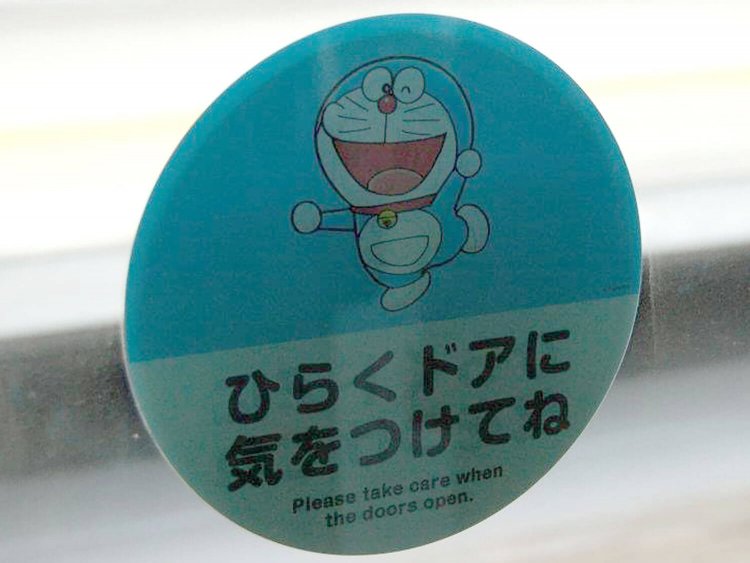 ひらくドアに
気をつけてね
Please take care when
the doors open.